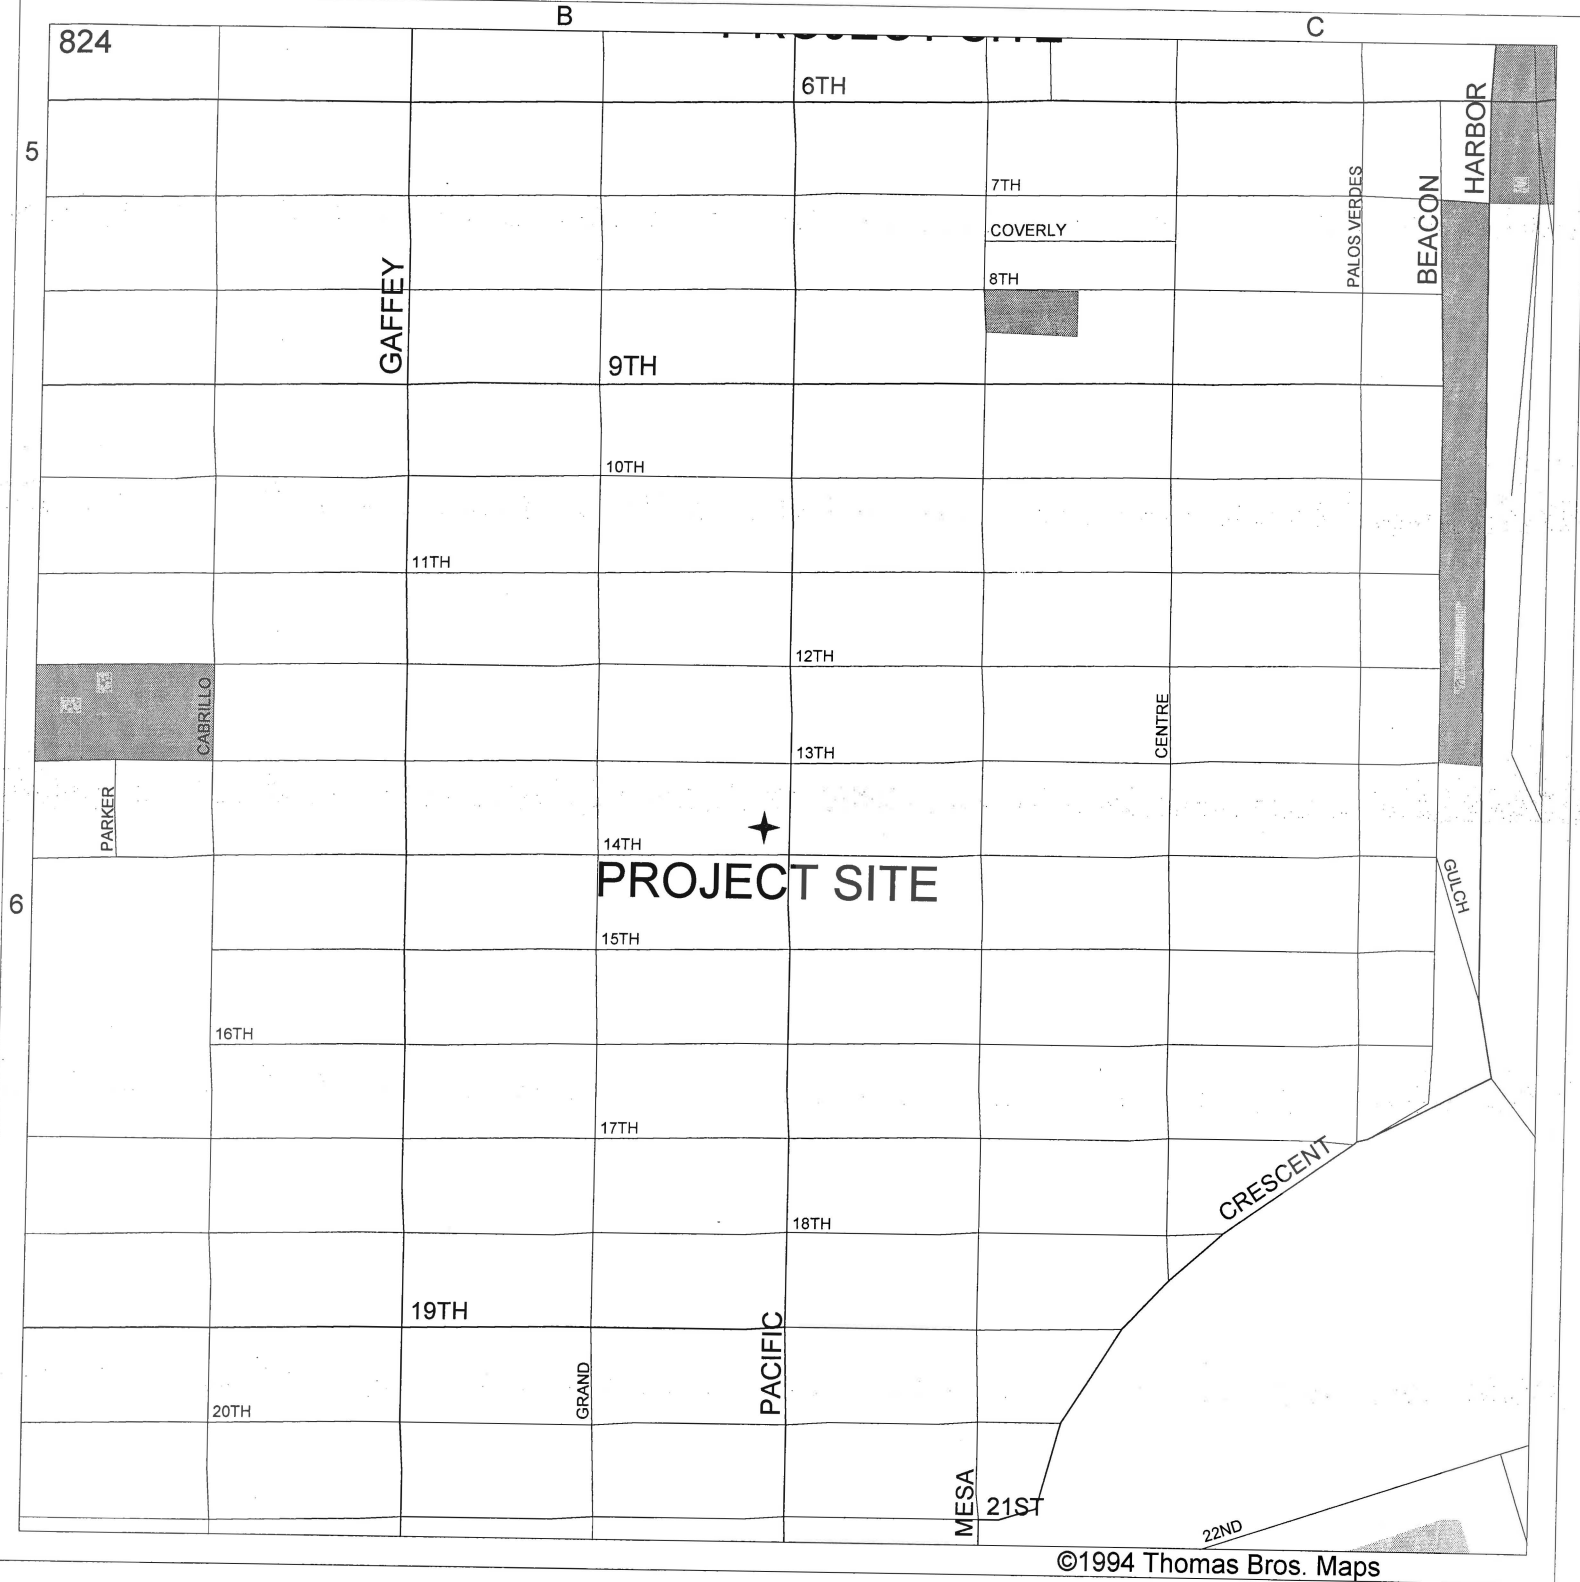 B
C
824
PROJECT SITE
6TH
HARBOR
5
7TH
PALOS VERDES
BEACON
COVERLY
8TH
GAFFEY
9TH
10TH
11TH
12TH
CABRILLO
CENTRE
13TH
PARKER
14TH
PROJECT SITE
GULCH
6
15TH
16TH
17TH
CRESCENT
18TH
19TH
PACIFIC
GRAND
20TH
MESA
21ST
22ND
©1994 Thomas Bros. Maps